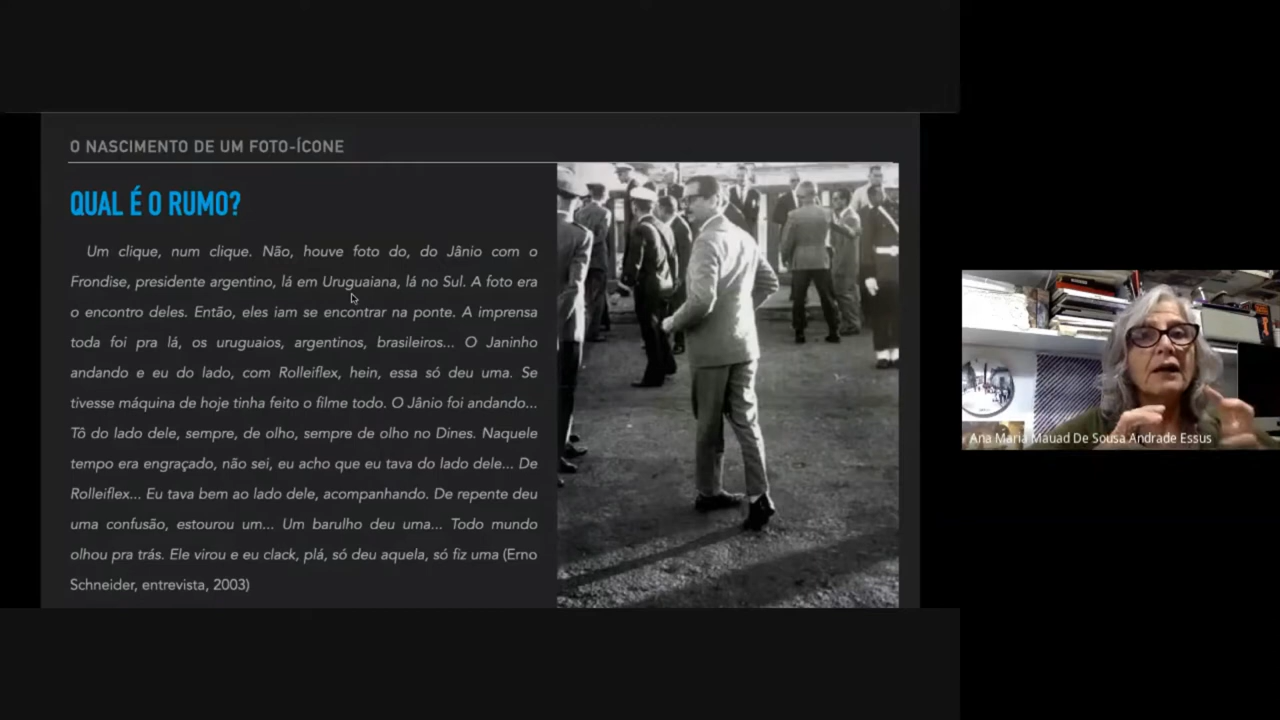 O NASCIMENTO DE UM FOTO-ÍCONE
QUAL É O RUMO?
Um clique, num clique. Não, houve foto do, do Jânio com o
Frondise, presidente argentino, lá em Uruguaiana, lá no Sul. A foto era
o encontro deles. Então, eles iam se encontrar na ponte. A imprensa
toda foi pra lá, os uruguaios, argentinos, brasileiros... O Janinho
andando e eu do lado, com Rolleiflex, hein, essa só deu uma. Se
tivesse máquina de hoje tinha feito o filme todo. O Jânio foi andando...
Tô do lado dele, sempre, de olho, sempre de olho no Dines. Naquele
tempo era engraçado, não sei, eu acho que eu tava do lado dele... De
Rolleiflex... Eu tava bem ao lado dele, acompanhando. De repente deu
uma confusão, estourou um... Um barulho deu uma... Todo mundo
olhou pra trás. Ele virou e eu clack, plá, só deu aquela, só fiz uma (Erno
Schneider, entrevista, 2003)
Ana Maria Mauad De Sousa Andrade Essus